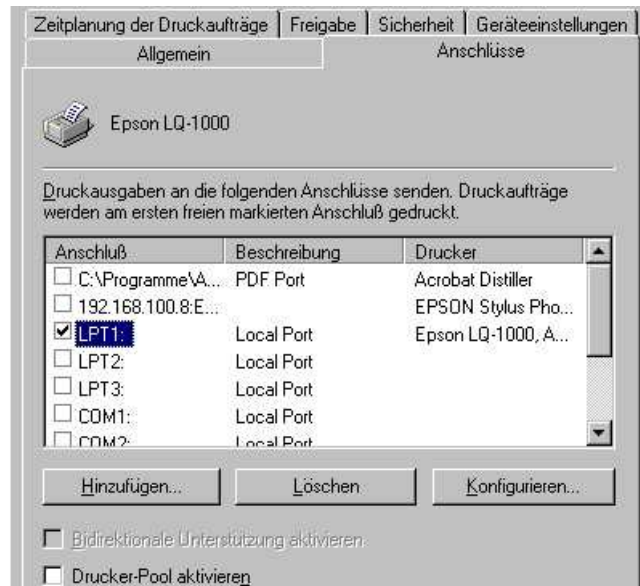 Zeitplanung der Druckaufträge Freigabe Sicherheit Geräteeinstellungen
Allgemein Anschlüsse
Epson LQ-1000
Druckausgaben an die folgenden Anschlüsse senden. Druckaufträge
werden am ersten freien markierten Anschluß gedruckt.
Anschluß Beschreibung Drucker
C:\Programme\A... PDF Port Acrobat Distiller
192.168.100.8:E... EPSON Stylus Pho...
LPT1: Local Port Epson LQ-1000, A...
LPT2: Local Port
LPT3: Local Port
COM1: Local Port
COM2: Local Port
Hinzufügen... Löschen Konfigurieren...
Bidirektionale Unterstützung aktivieren
Drucker-Pool aktivieren